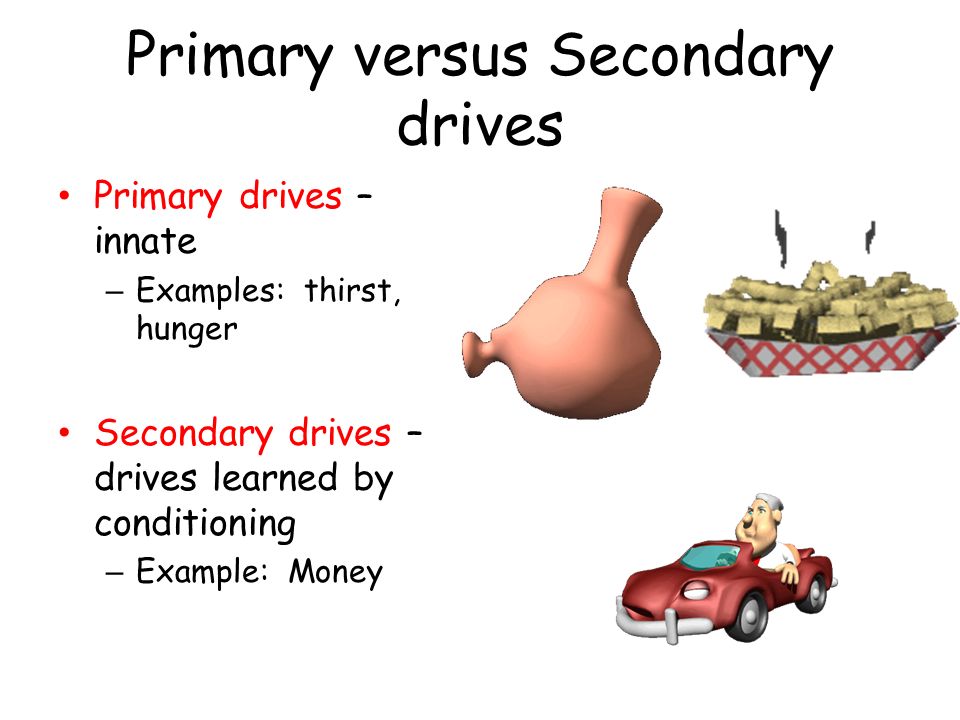 Primary versus Secondary
drives
• Primary drives –
innate
– Examples: thirst,
hunger
• Secondary drives –
drives learned by
conditioning
– Example: Money